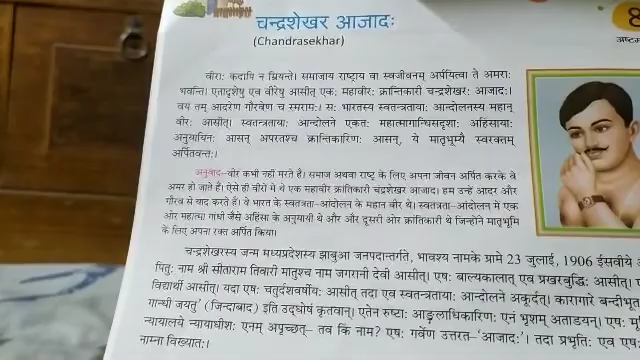 चन्द्रशेखर आजादः
(Chandrasekhar)
८
अष्टम
वीराः कदापि न म्रियन्ते। समाजाय राष्ट्राय वा स्वजीवनम् अर्पयित्वा ते अमराः
भवन्ति। एतादृशेषु एव वीरेषु आसीत् एकः महावीरः क्रान्तिकारी चन्द्रशेखरः आजादः।
वयं तम् आदरेण गौरवेण च स्मरामः। सः भारतस्य स्वतन्त्रतायाः आन्दोलनस्य महान्
वीरः आसीत्। स्वतन्त्रतायाः आन्दोलने एकतः महात्मागान्धिसदृशाः अहिंसायाः
अनुयायिनः आसन् अपरतश्च क्रान्तिकारिणः आसन्, ये मातृभूम्यै स्वरक्तम्
अर्पितवन्तः।
अनुवाद–वीर कभी नहीं मरते हैं। समाज अथवा राष्ट्र के लिए अपना जीवन अर्पित करके वे
अमर हो जाते हैं। ऐसे ही वीरों में थे एक महावीर क्रांतिकारी चंद्रशेखर आजाद। हम उन्हें आदर और
गौरव से याद करते हैं। वे भारत के स्वतंत्रता–आंदोलन के महान वीर थे। स्वतंत्रता–आंदोलन में एक
ओर महात्मा गांधी जैसे अहिंसा के अनुयायी थे और और दूसरी ओर क्रांतिकारी थे जिन्होंने मातृभूमि
के लिए अपना रक्त अर्पित किया।
चन्द्रशेखरस्य जन्म मध्यप्रदेशस्य झाबुआ जनपदान्तर्गते, भावश्य नामके ग्रामे 23 जुलाई, 1906 ईसवीये
पितुः नाम श्री सीताराम तिवारी मातुश्च नाम जगरानी देवी आसीत्। एषः बाल्यकालात् एव प्रखरबुद्धिः आसीत्।
विद्यार्थी आसीत्। यदा एषः चतुर्दशवर्षीयः आसीत् तदा एव स्वतन्त्रतायाः आन्दोलने अकूर्दत्। कारागारे बन्दीभूत
गान्धी जयतु' (जिन्दाबाद) इति उद्घोषं कृतवान्। एतेन रुष्टाः आङ्ग्लाधिकारिणः एनं भृशम् अताडयन्। एषः
न्यायालये न्यायाधीशः एनम् अपृच्छत्– तव किं नाम? एषः गर्वेण उत्तरत–'आजादः'। तदा प्रभृतिः एव एषः
नाम्ना विख्यातः।